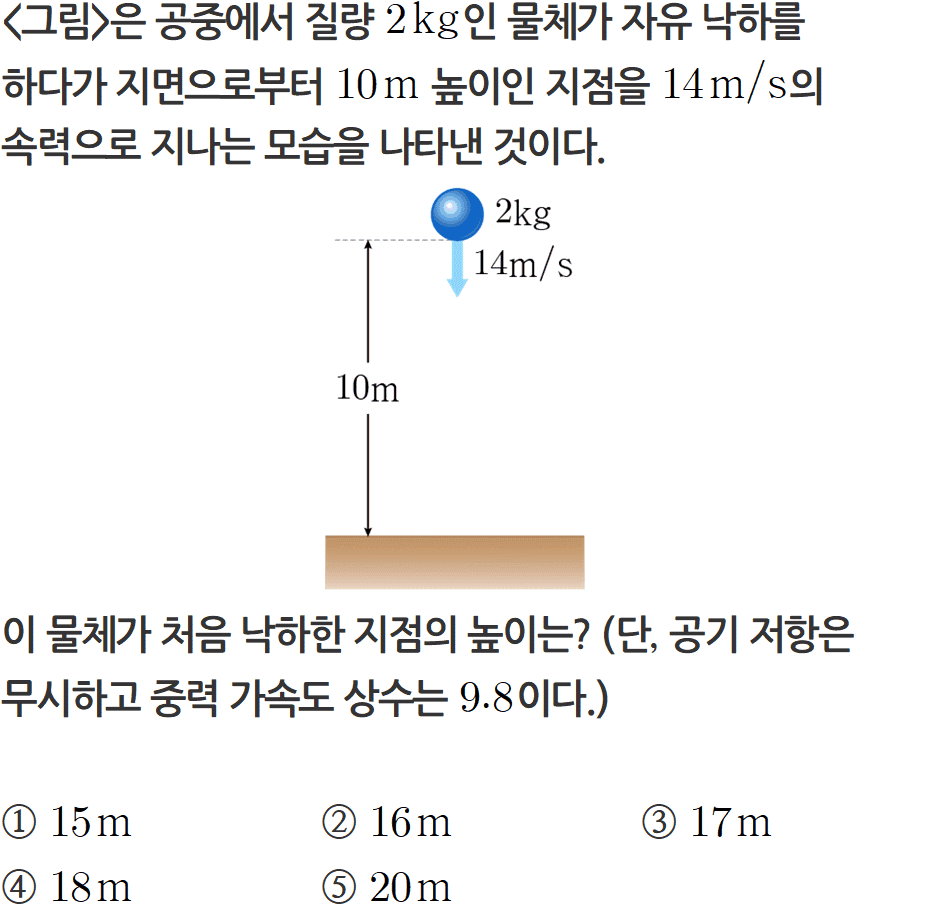 <그림>은 공중에서 질량 2kg인 물체가 자유 낙하를
하다가 지면으로부터 10m 높이인 지점을 14m/s의
속력으로 지나는 모습을 나타낸 것이다.
2kg
14m/s
10m
이 물체가 처음 낙하한 지점의 높이는? (단, 공기 저항은
무시하고 중력 가속도 상수는 9.8이다.)
① 15m ② 16m ③ 17m
④ 18m ⑤ 20m